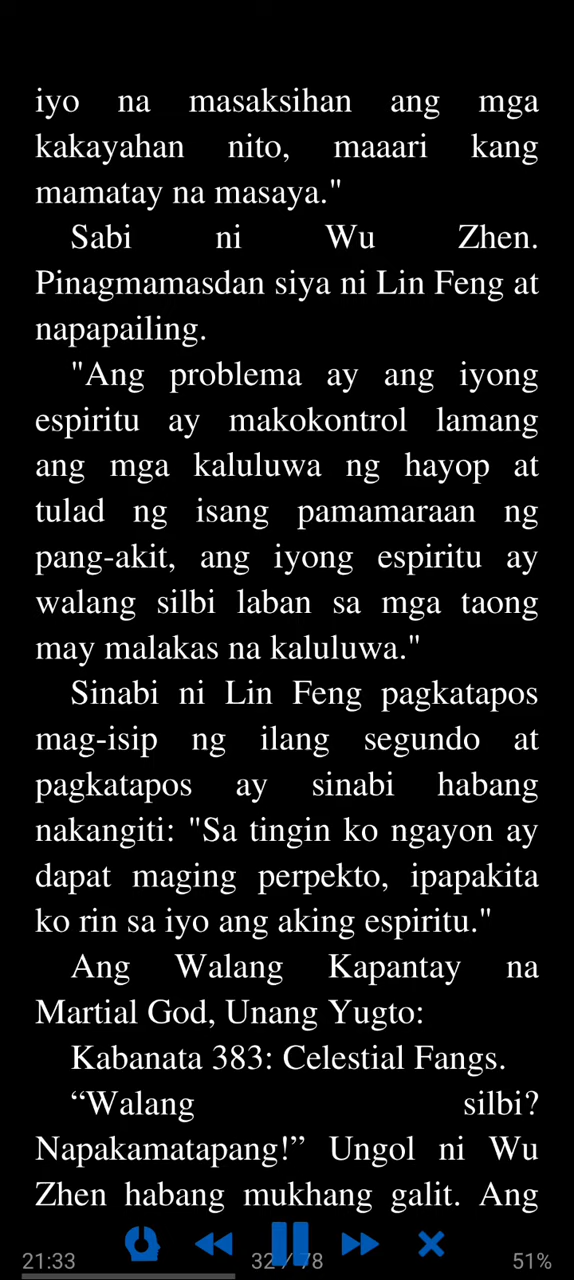 iyo na masaksihan ang mga
kakayahan nito, maaari kang
mamatay na masaya."
Sabi ni Wu Zhen.
Pinagmamasdan siya ni Lin Feng at
napapailing.
"Ang problema ay ang iyong
espiritu ay makokontrol lamang
ang mga kaluluwa ng hayop at
tulad ng isang pamamaraan ng
pang-akit, ang iyong espiritu ay
walang silbi laban sa mga taong
may malakas na kaluluwa."
Sinabi ni Lin Feng pagkatapos
mag-isip ng ilang segundo at
pagkatapos ay sinabi habang
nakangiti: "Sa tingin ko ngayon ay
dapat maging perpekto, ipapakita
ko rin sa iyo ang aking espiritu."
Ang Walang Kapantay na
Martial God, Unang Yugto:
Kabanata 383: Celestial Fangs.
“Walang silbi?
Napakamatapang!” Ungol ni Wu
Zhen habang mukhang galit. Ang
21:33 32 / 78 51%